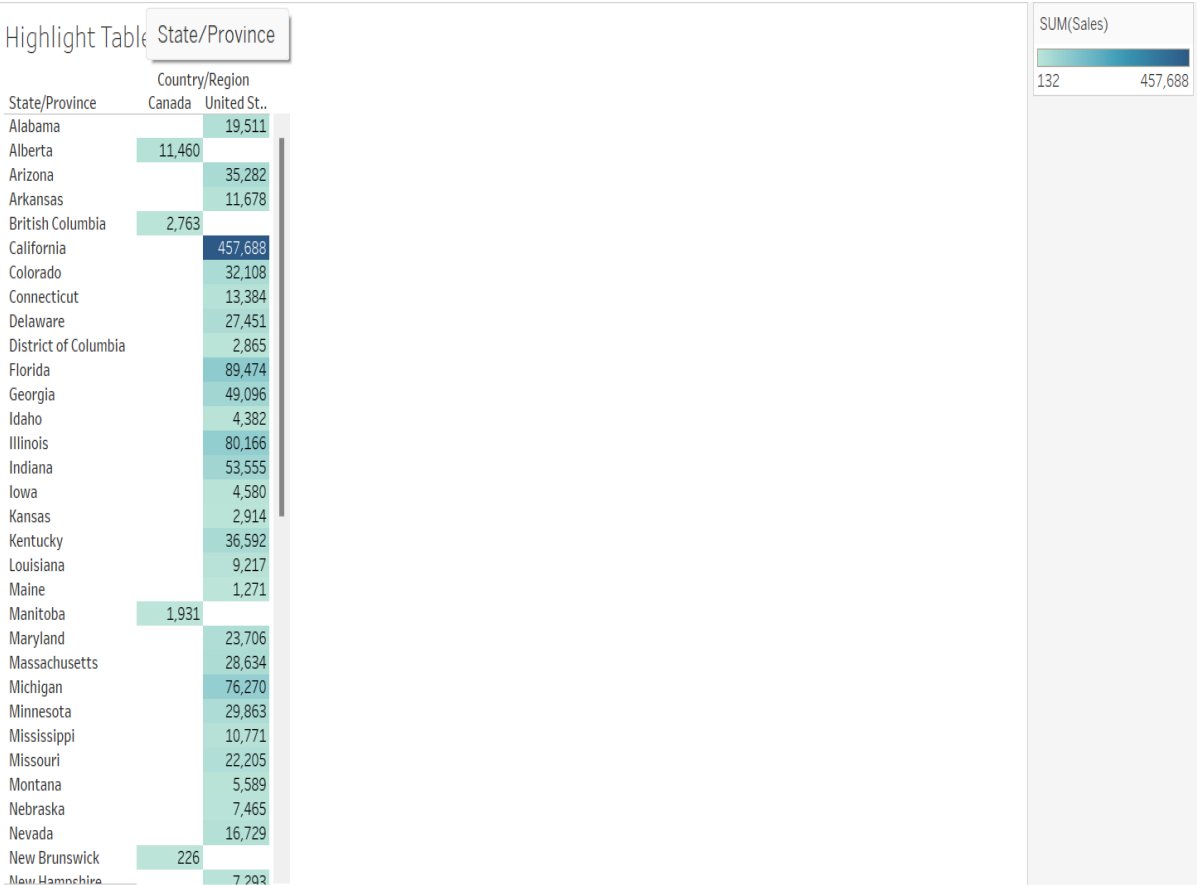 Highlight Table
State/Province
Country/Region
State/Province Canada United St..
Alabama 19,511
Alberta 11,460
Arizona 35,282
Arkansas 11,678
British Columbia 2,763
California 457,688
Colorado 32,108
Connecticut 13,384
Delaware 27,451
District of Columbia 2,865
Florida 89,474
Georgia 49,096
Idaho 4,382
Illinois 80,166
Indiana 53,555
Iowa 4,580
Kansas 2,914
Kentucky 36,592
Louisiana 9,217
Maine 1,271
Manitoba 1,931
Maryland 23,706
Massachusetts 28,634
Michigan 76,270
Minnesota 29,863
Mississippi 10,771
Missouri 22,205
Montana 5,589
Nebraska 7,465
Nevada 16,729
New Brunswick 226
New Hampshire 7,293
SUM(Sales)
132 457,688